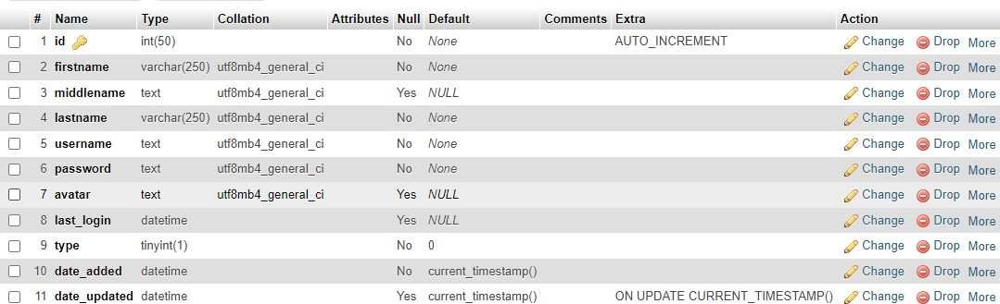 # Name Type Collation Attributes Null Default Comments Extra Action
1 id int(50) No None AUTO_INCREMENT Change Drop More
2 firstname varchar(250) utf8mb4_general_ci No None Change Drop More
3 middlename text utf8mb4_general_ci Yes NULL Change Drop More
4 lastname varchar(250) utf8mb4_general_ci No None Change Drop More
5 username text utf8mb4_general_ci No None Change Drop More
6 password text utf8mb4_general_ci No None Change Drop More
7 avatar text utf8mb4_general_ci Yes NULL Change Drop More
8 last_login datetime Yes NULL Change Drop More
9 type tinyint(1) No 0 Change Drop More
10 date_added datetime No current_timestamp() Change Drop More
11 date_updated datetime Yes current_timestamp() ON UPDATE CURRENT_TIMESTAMP() Change Drop More